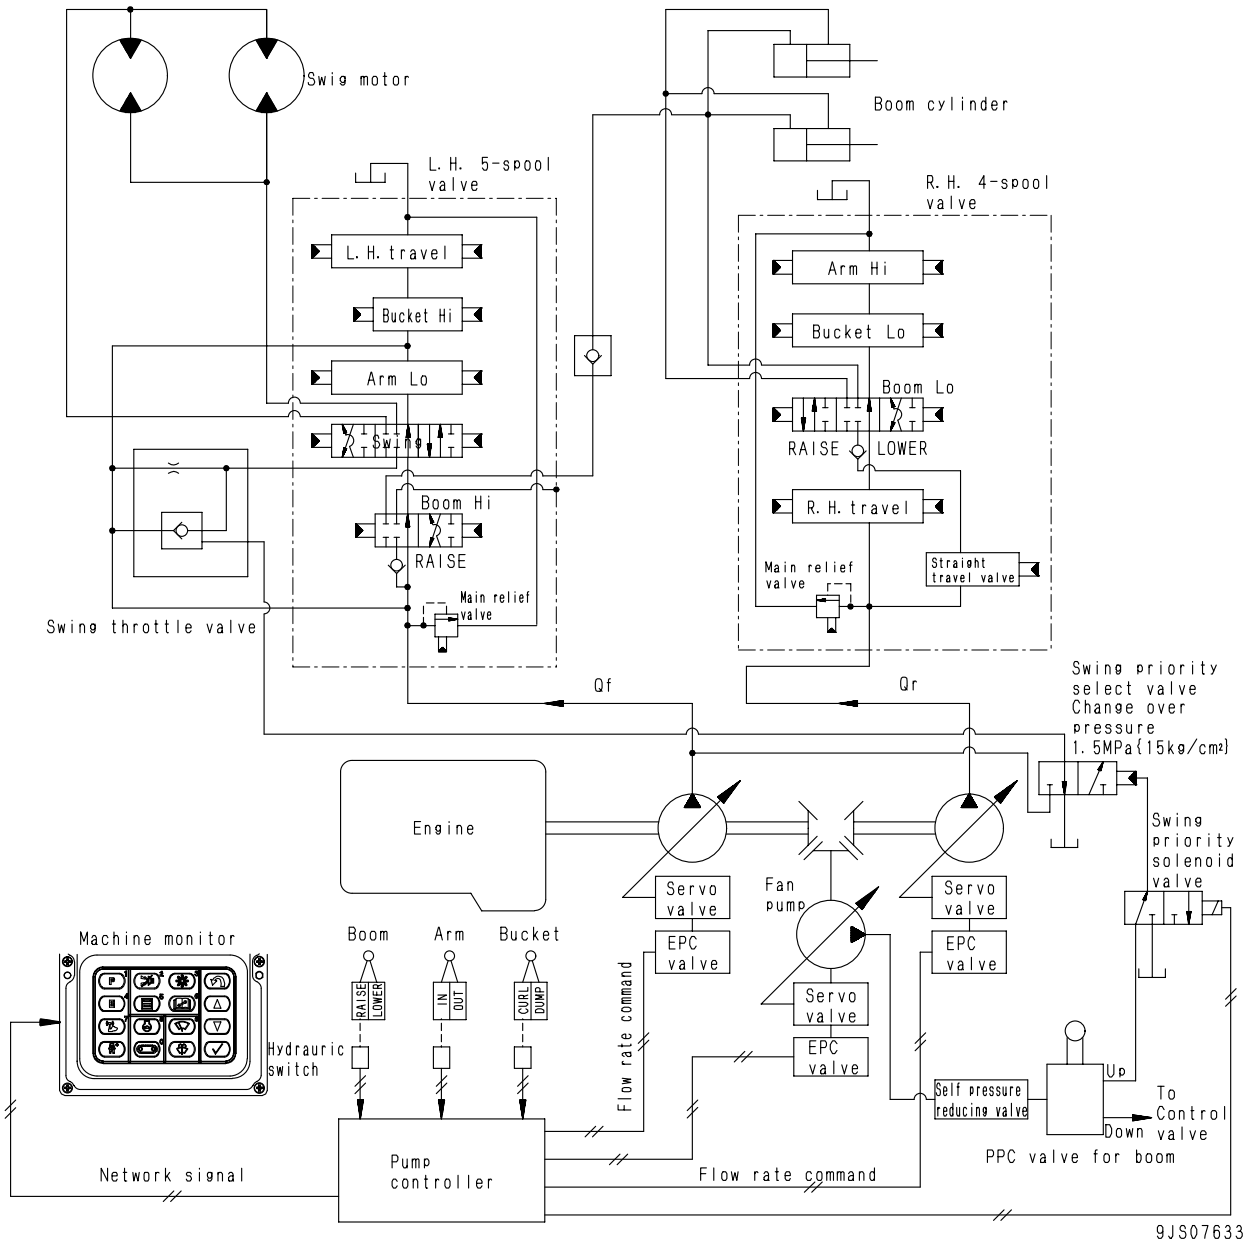 Swig motor
Boom cylinder
L.H. 5-spool
valve
R.H. 4-spool
valve
L.H. travel
Arm Hi
Bucket Hi
Bucket Lo
Arm Lo
Boom Lo
Swing
RAISE
LOWER
Boom Hi
R.H. travel
RAISE
Straight
travel valve
Main relief
valve
Main relief
valve
Swing throttle valve
Qf
Qr
Swing priority
select valve
Change over
pressure
1.5MPa{15kg/cm²}
Engine
Swing
priority
solenoid
valve
Fan
pump
Servo
valve
Servo
valve
EPC
valve
EPC
valve
Servo
valve
EPC
valve
Machine monitor
Boom
Arm
Bucket
RAISE
LOWER
IN
OUT
CURL
DUMP
Hydrauric
switch
Flow rate command
Self pressure
reducing valve
Up
Down
To
Control
valve
PPC valve for boom
Pump
controller
Network signal
Flow rate command
9JS07633